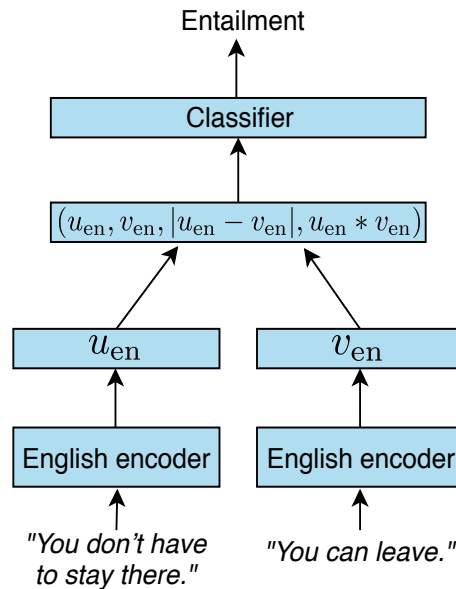 Entailment
Classifier
(u_en, v_en, |u_en − v_en|, u_en * v_en)
u_en
v_en
English encoder
English encoder
"You don't have
to stay there."
"You can leave."